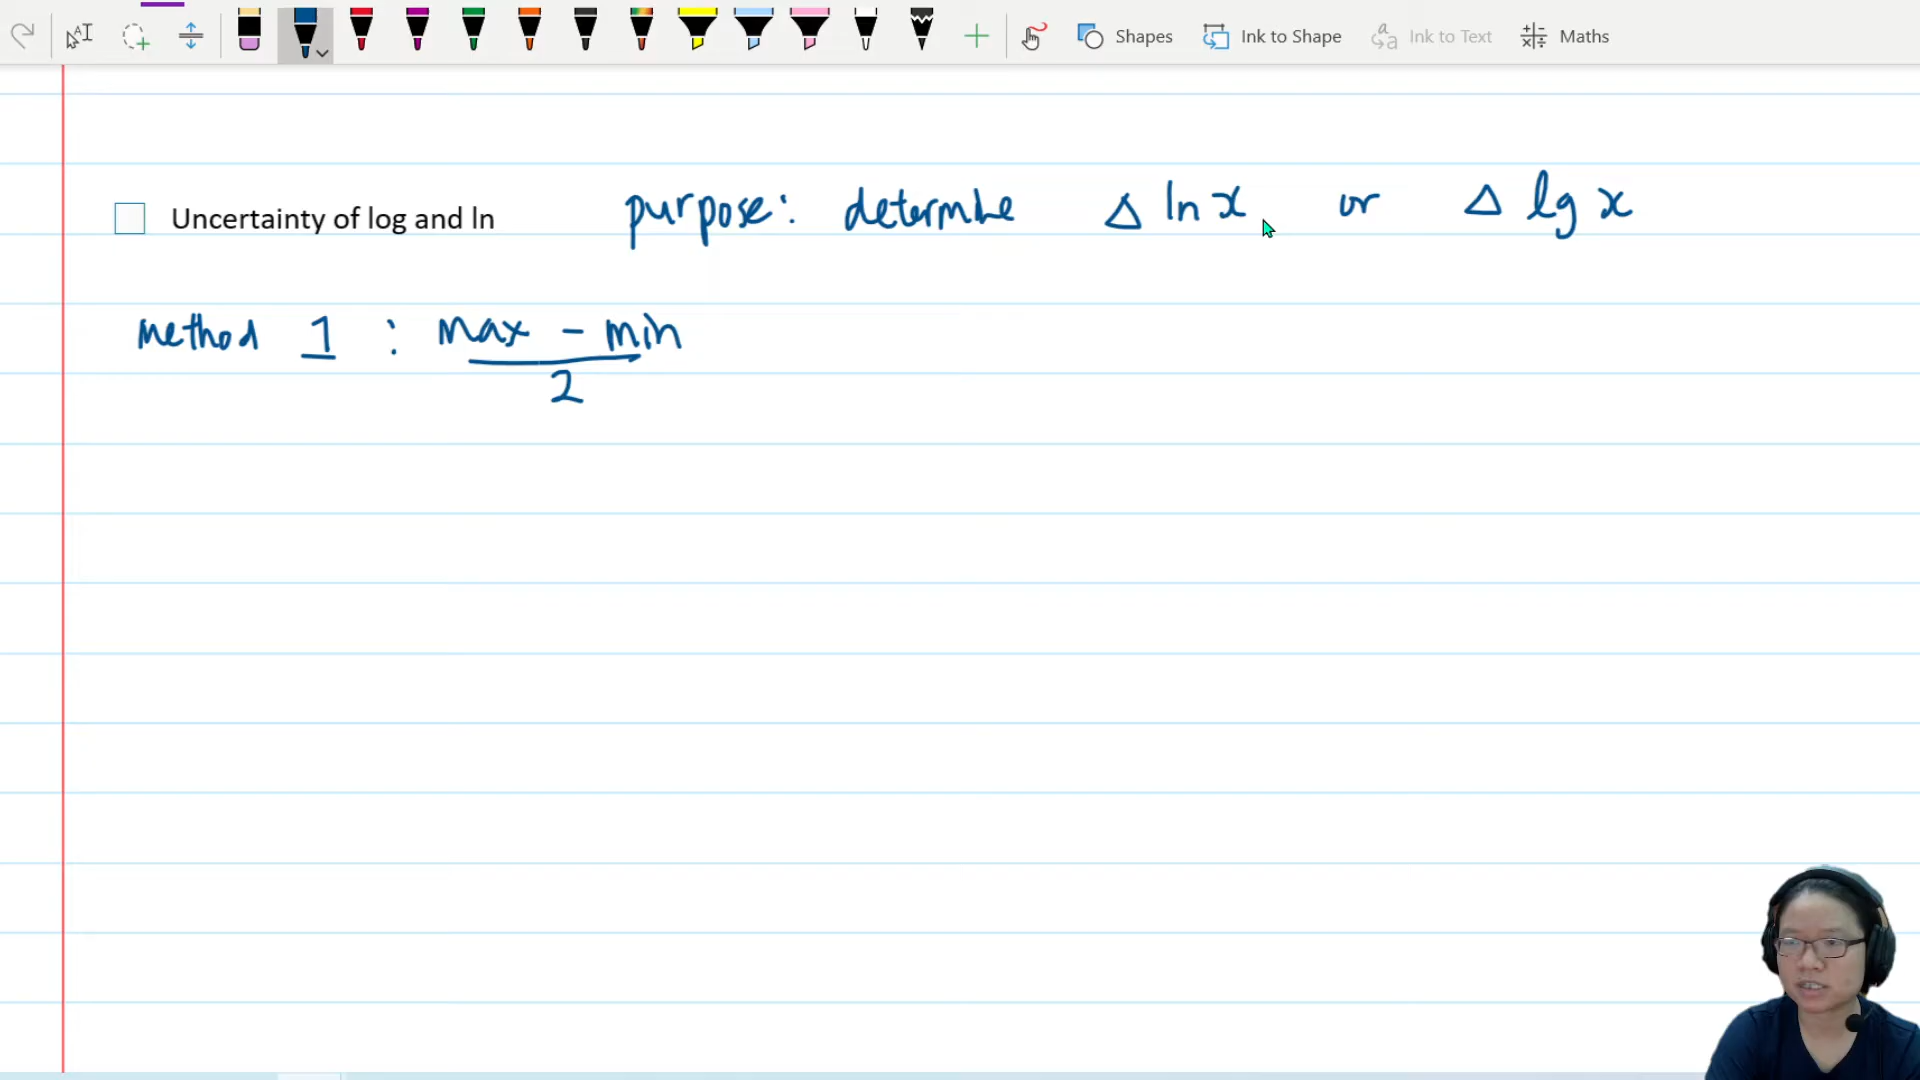 Shapes Ink to Shape Ink to Text Maths
Uncertainty of log and ln purpose: determine Δ ln x or Δ lg x
method 1 : max - min
2